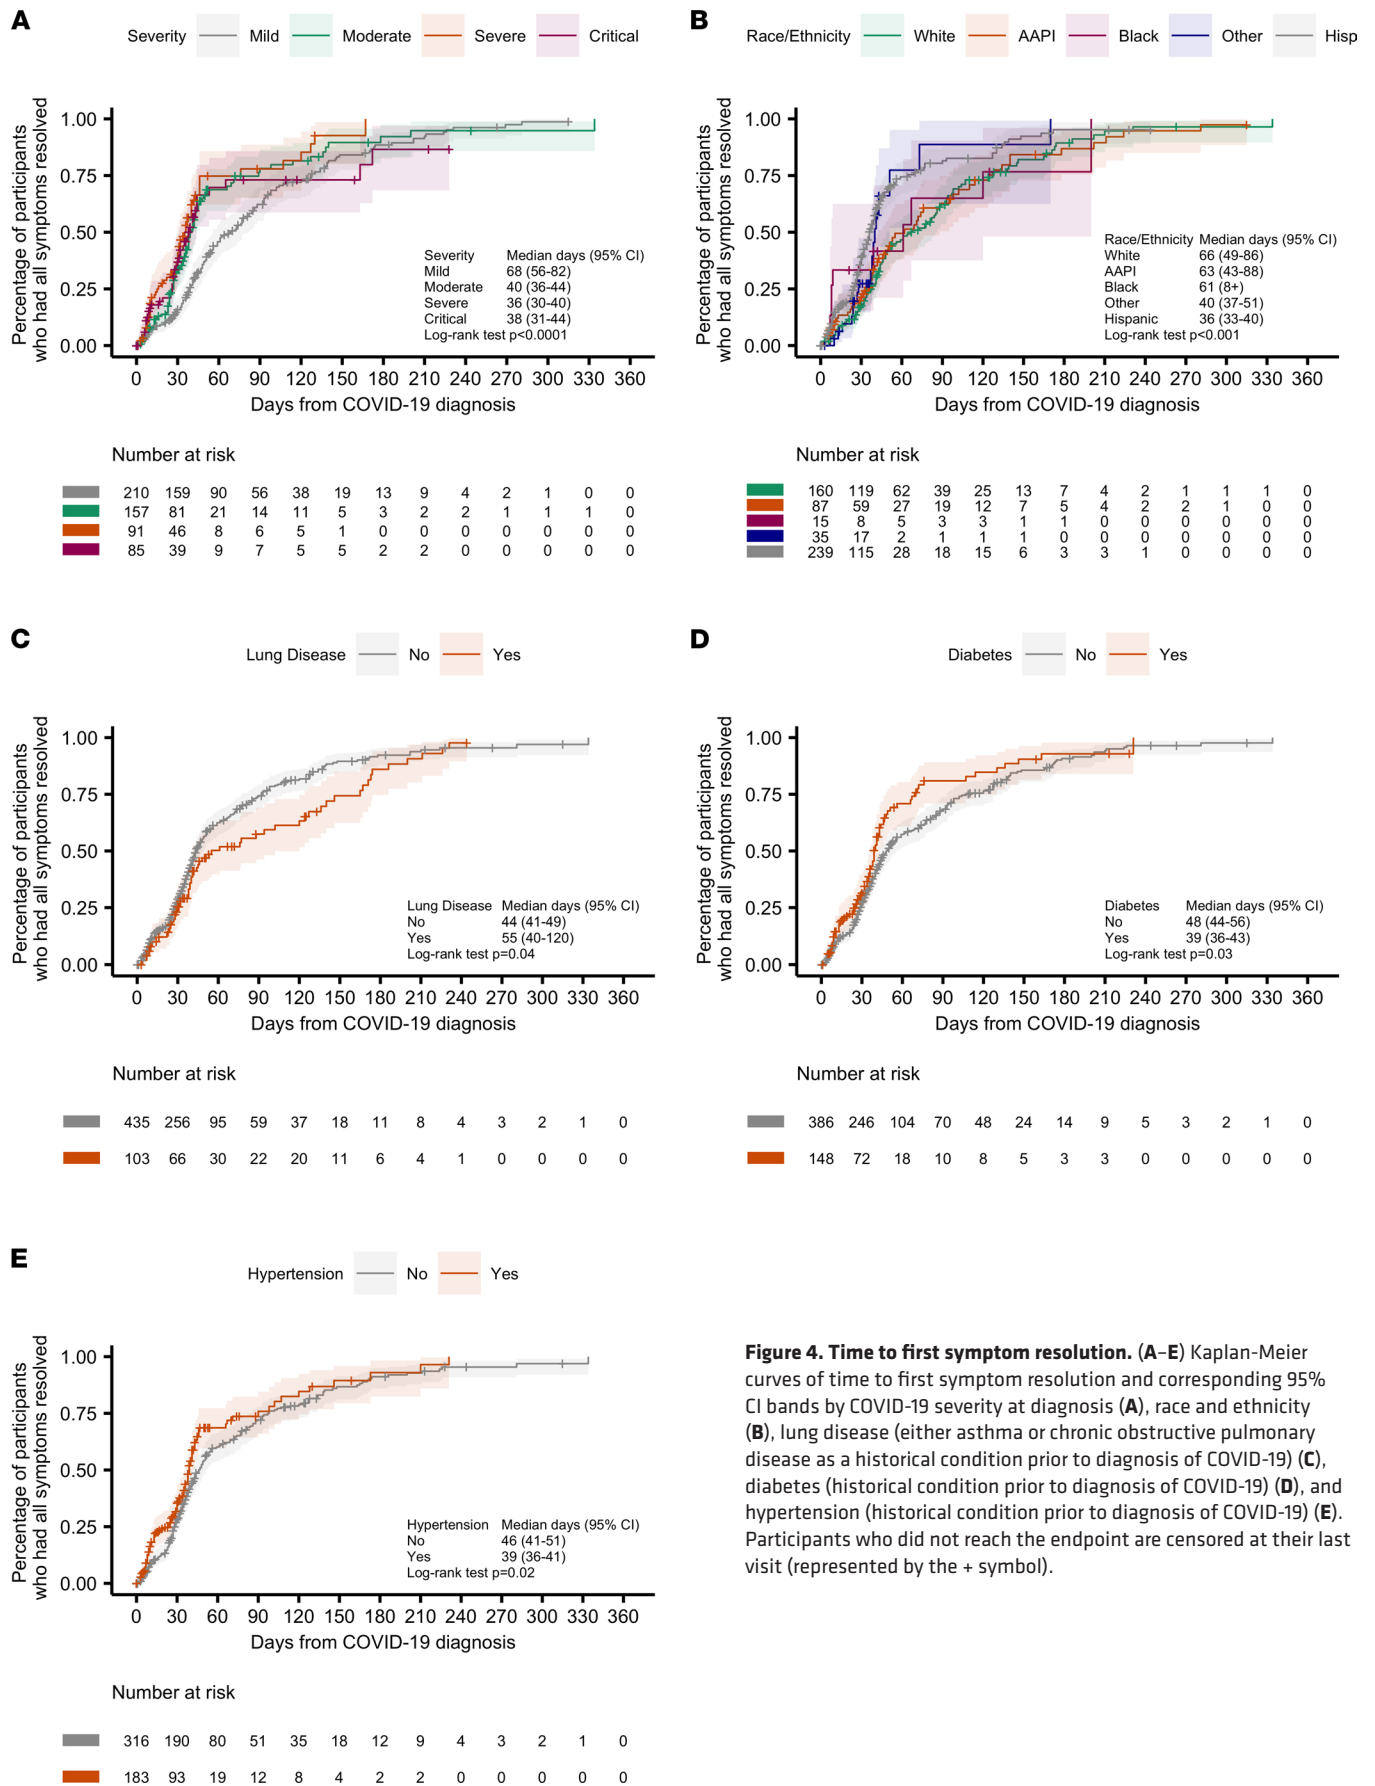 A
Severity Mild Moderate Severe Critical
Percentage of participants
who had all symptoms resolved
1.00
0.75
0.50
0.25
0.00
Severity Median days (95% CI)
Mild 68 (56-82)
Moderate 40 (36-44)
Severe 36 (30-40)
Critical 38 (31-44)
Log-rank test p<0.0001
0 30 60 90 120 150 180 210 240 270 300 330 360
Days from COVID-19 diagnosis
Number at risk
210 159 90 56 38 19 13 9 4 2 1 0 0
157 81 21 14 11 5 3 2 2 1 1 1 0
91 46 8 6 5 1 0 0 0 0 0 0 0
85 39 9 7 5 5 2 2 0 0 0 0 0
B
Race/Ethnicity White AAPI Black Other Hisp
Percentage of participants
who had all symptoms resolved
1.00
0.75
0.50
0.25
0.00
Race/Ethnicity Median days (95% CI)
White 66 (49-86)
AAPI 63 (43-88)
Black 61 (8+)
Other 40 (37-51)
Hispanic 36 (33-40)
Log-rank test p<0.001
0 30 60 90 120 150 180 210 240 270 300 330 360
Days from COVID-19 diagnosis
Number at risk
160 119 62 39 25 13 7 4 2 1 1 1 0
87 59 27 19 12 7 5 4 2 2 1 0 0
15 8 5 3 3 1 1 0 0 0 0 0 0
35 17 2 1 1 1 0 0 0 0 0 0 0
239 115 28 18 15 6 3 3 1 0 0 0 0
C
Lung Disease No Yes
Percentage of participants
who had all symptoms resolved
1.00
0.75
0.50
0.25
0.00
Lung Disease Median days (95% CI)
No 44 (41-49)
Yes 55 (40-120)
Log-rank test p=0.04
0 30 60 90 120 150 180 210 240 270 300 330 360
Days from COVID-19 diagnosis
Number at risk
435 256 95 59 37 18 11 8 4 3 2 1 0
103 66 30 22 20 11 6 4 1 0 0 0 0
D
Diabetes No Yes
Percentage of participants
who had all symptoms resolved
1.00
0.75
0.50
0.25
0.00
Diabetes Median days (95% CI)
No 48 (44-56)
Yes 39 (36-43)
Log-rank test p=0.03
0 30 60 90 120 150 180 210 240 270 300 330 360
Days from COVID-19 diagnosis
Number at risk
386 246 104 70 48 24 14 9 5 3 2 1 0
148 72 18 10 8 5 3 3 0 0 0 0 0
E
Hypertension No Yes
Percentage of participants
who had all symptoms resolved
1.00
0.75
0.50
0.25
0.00
Hypertension Median days (95% CI)
No 46 (41-51)
Yes 39 (36-41)
Log-rank test p=0.02
0 30 60 90 120 150 180 210 240 270 300 330 360
Days from COVID-19 diagnosis
Number at risk
316 190 80 51 35 18 12 9 4 3 2 1 0
183 93 19 12 8 4 2 2 0 0 0 0 0
Figure 4. Time to first symptom resolution. (A–E) Kaplan-Meier
curves of time to first symptom resolution and corresponding 95%
CI bands by COVID-19 severity at diagnosis (A), race and ethnicity
(B), lung disease (either asthma or chronic obstructive pulmonary
disease as a historical condition prior to diagnosis of COVID-19) (C),
diabetes (historical condition prior to diagnosis of COVID-19) (D), and
hypertension (historical condition prior to diagnosis of COVID-19) (E).
Participants who did not reach the endpoint are censored at their last
visit (represented by the + symbol).